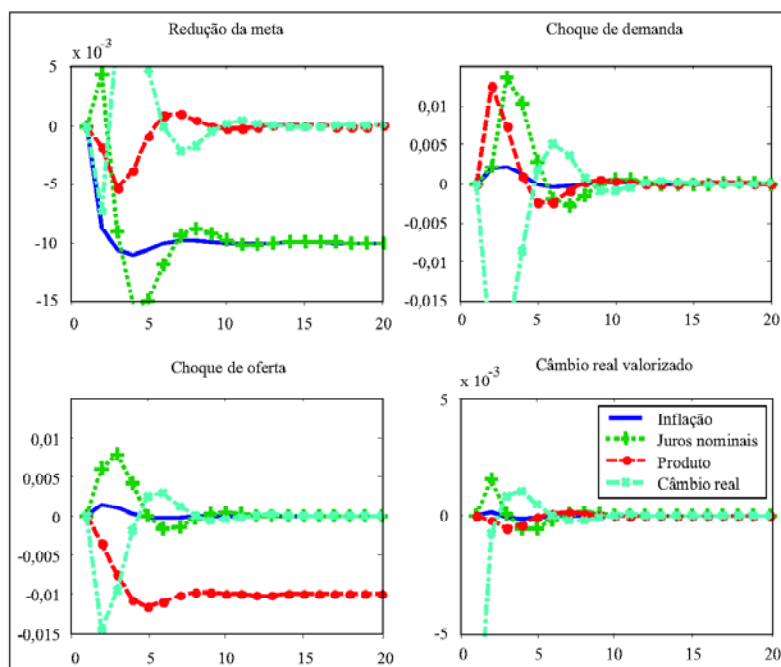 Redução da meta
x 10⁻³
5
0
-5
-10
-15
0 5 10 15 20
Choque de demanda
0,01
0,005
0
-0,005
-0,01
-0,015
0 5 10 15 20
Choque de oferta
0,01
0,005
0
-0,005
-0,01
-0,015
0 5 10 15 20
Câmbio real valorizado
x 10⁻³
5
0
-5
0 5 10 15 20
Inflação
Juros nominais
Produto
Câmbio real